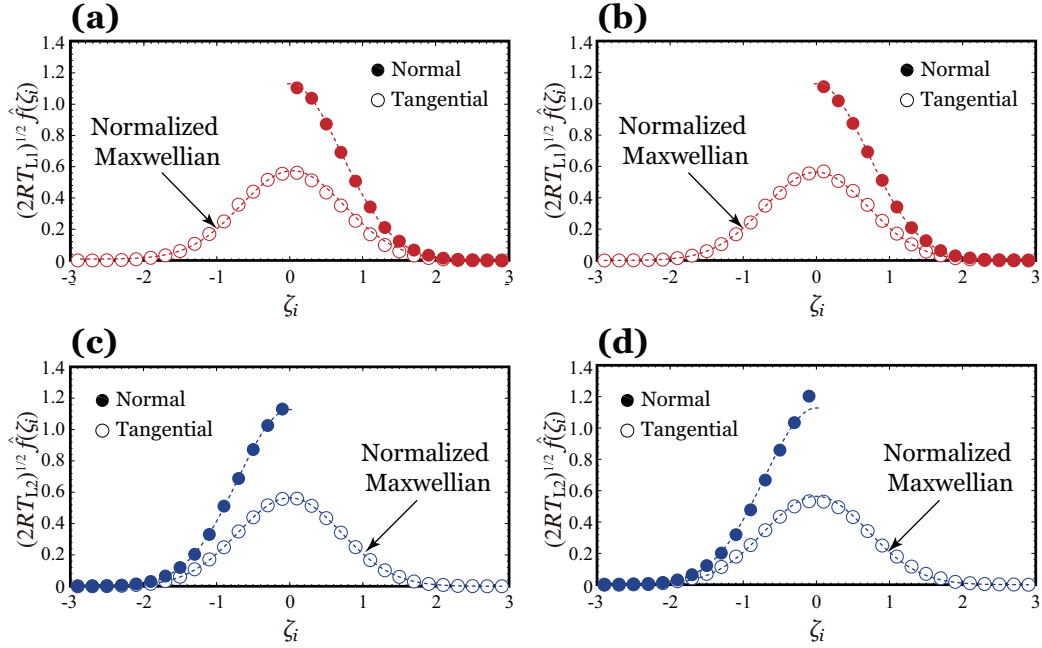 (a)
1.4
1.2
1.0
0.8
0.6
0.4
0.2
0
(2RT_L1)^1/2 f̂(ζ_i)
Normal
Tangential
Normalized
Maxwellian
-3 -2 -1 0 1 2 3
ζ_i
(b)
1.4
1.2
1.0
0.8
0.6
0.4
0.2
0
(2RT_L1)^1/2 f̂(ζ_i)
Normal
Tangential
Normalized
Maxwellian
-3 -2 -1 0 1 2 3
ζ_i
(c)
1.4
1.2
1.0
0.8
0.6
0.4
0.2
0
(2RT_L2)^1/2 f̂(ζ_i)
Normal
Tangential
Normalized
Maxwellian
-3 -2 -1 0 1 2 3
ζ_i
(d)
1.4
1.2
1.0
0.8
0.6
0.4
0.2
0
(2RT_L2)^1/2 f̂(ζ_i)
Normal
Tangential
Normalized
Maxwellian
-3 -2 -1 0 1 2 3
ζ_i